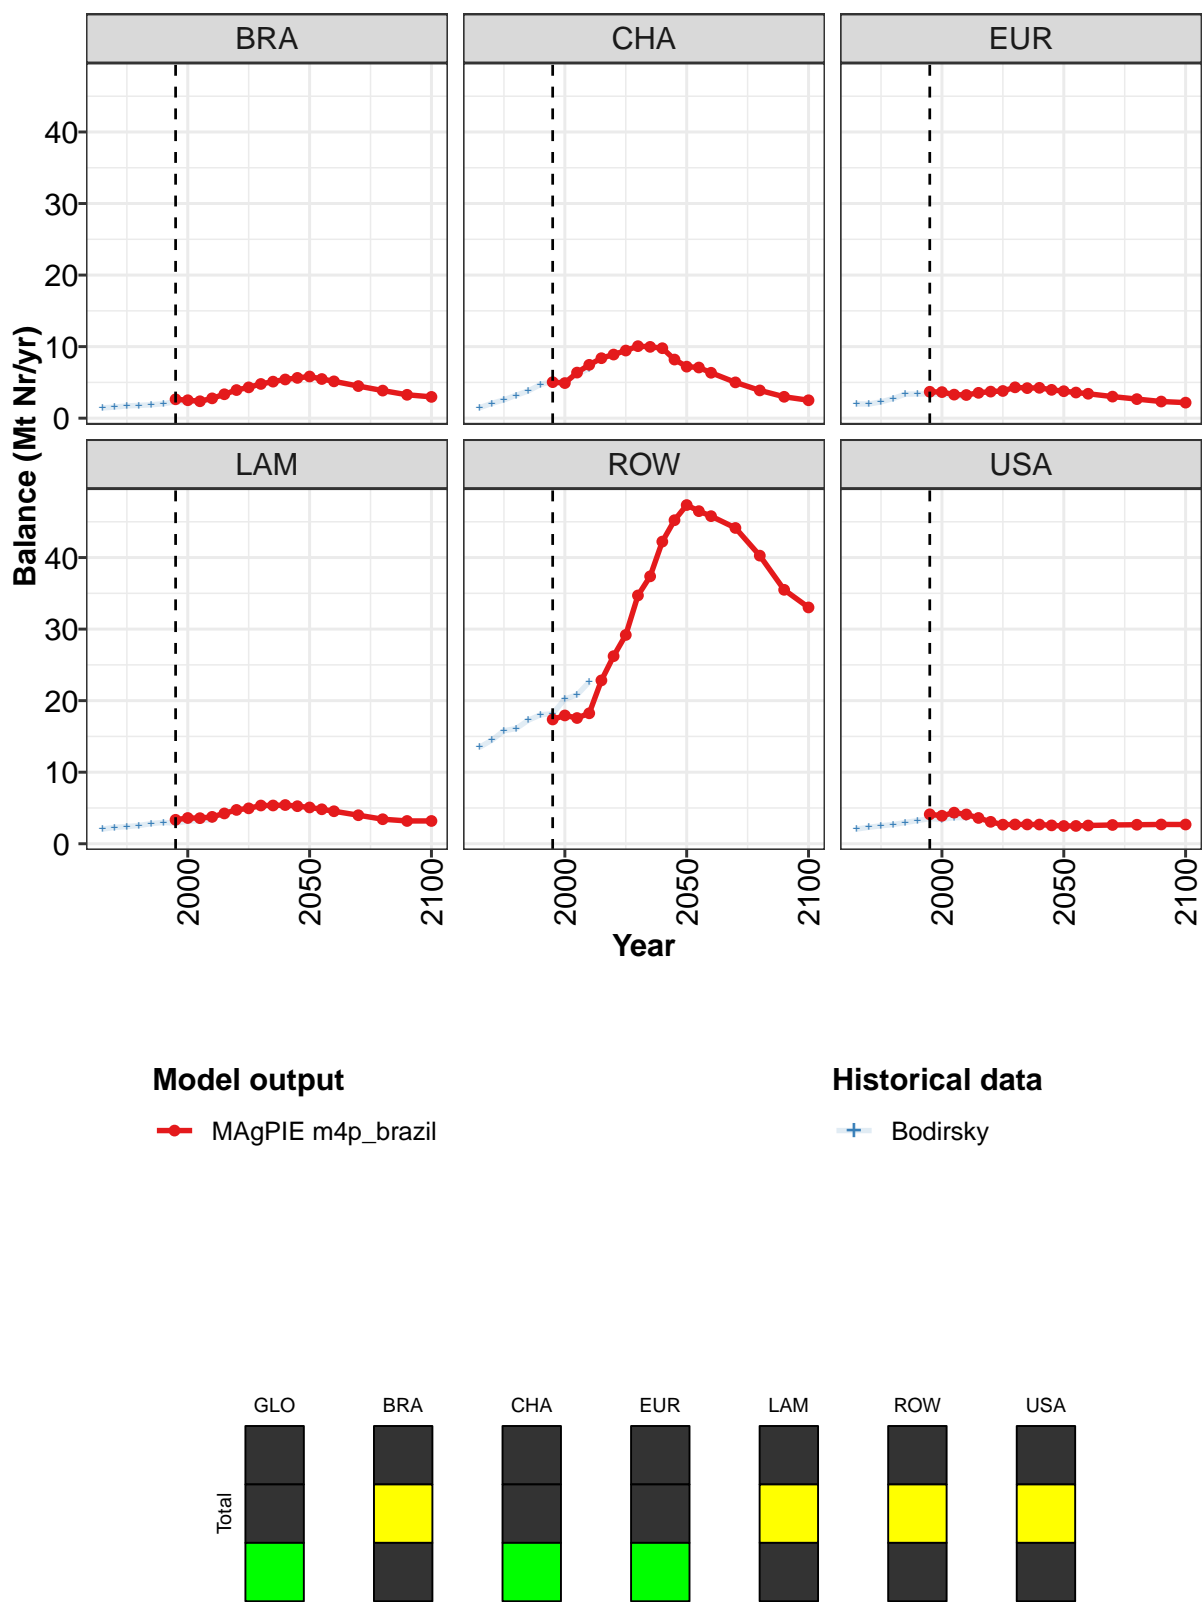 BRA
CHA
EUR
40
30
20
10
0
LAM
ROW
USA
40
30
20
10
0
Balance (Mt Nr/yr)
2000
2050
2100
2000
2050
2100
2000
2050
2100
Year
Model output
MAgPIE m4p_brazil
Historical data
Bodirsky
GLO
BRA
CHA
EUR
LAM
ROW
USA
Total